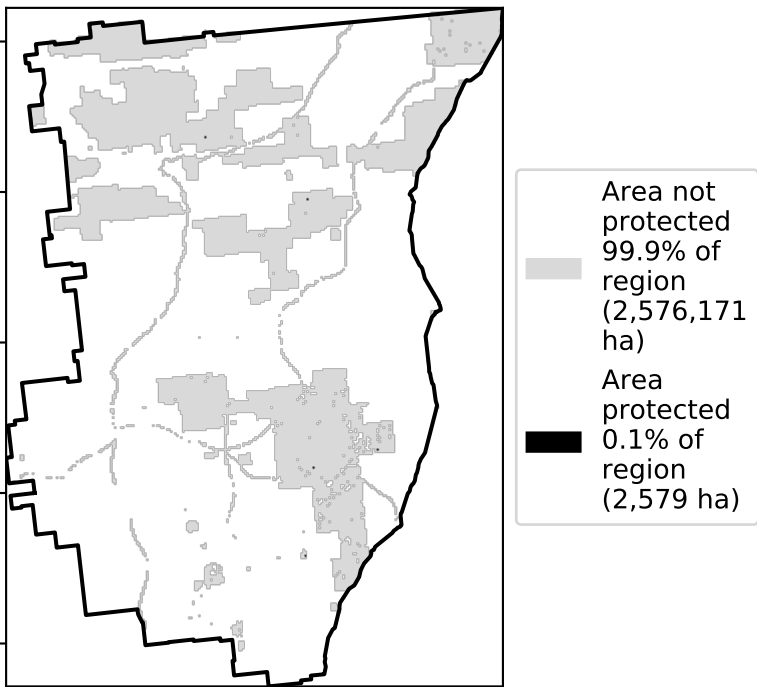 Area not
protected
99.9% of
region
(2,576,171
ha)
Area
protected
0.1% of
region
(2,579 ha)